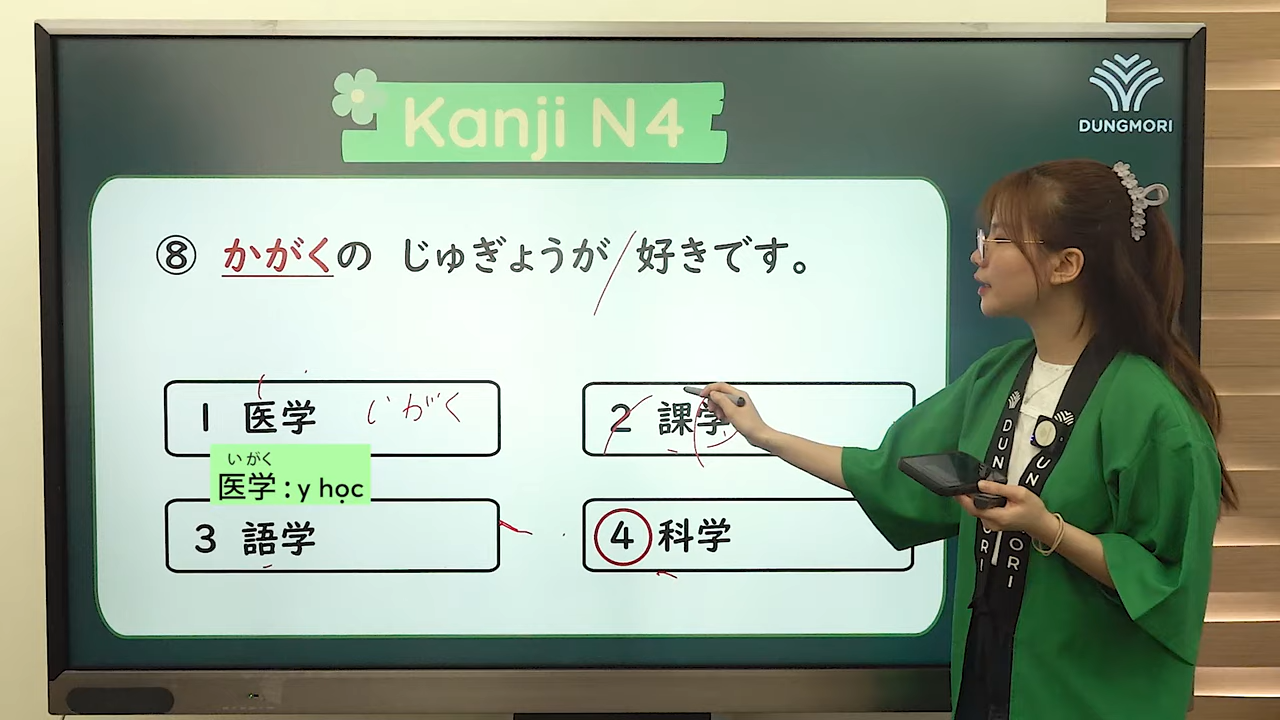 Kanji N4
DUNGMORI
⑧ かがくの じゅぎょうが 好きです。
1 医学 いがく
2 課学
いがく
医学 : y học
3 語学
④ 科学